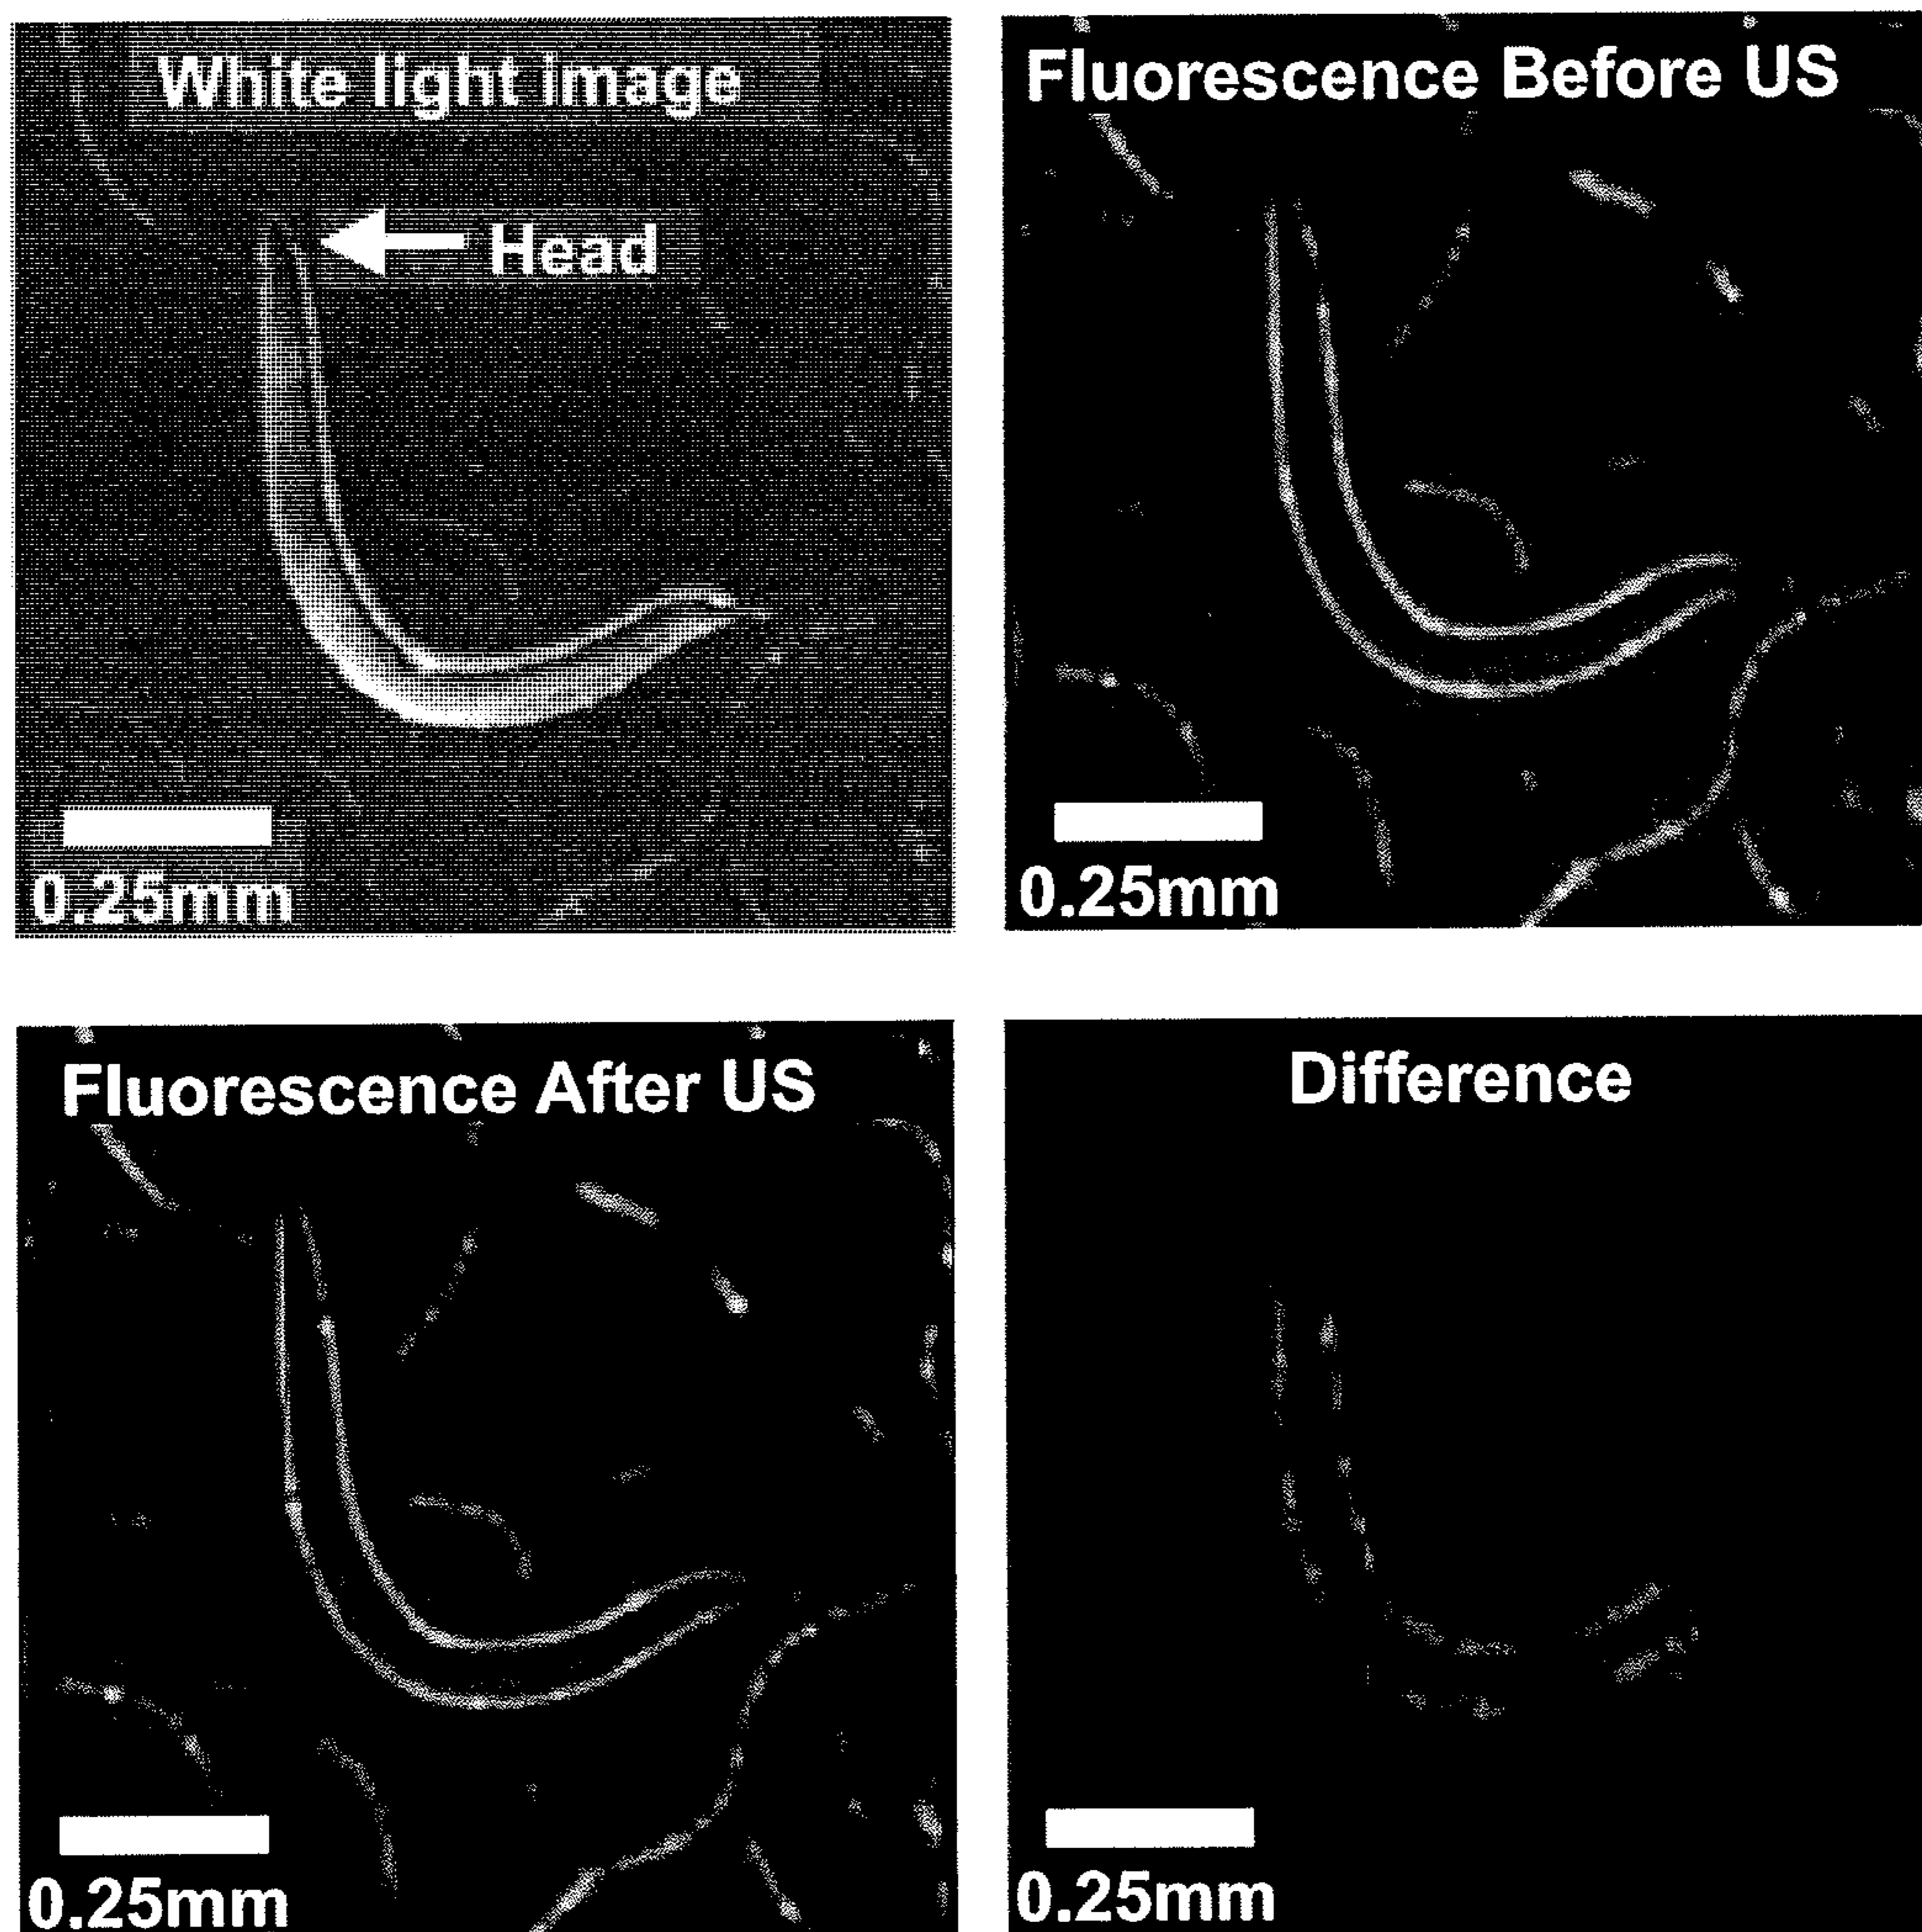 White light image
Head
0.25mm
Fluorescence Before US
0.25mm
Fluorescence After US
0.25mm
Difference
0.25mm